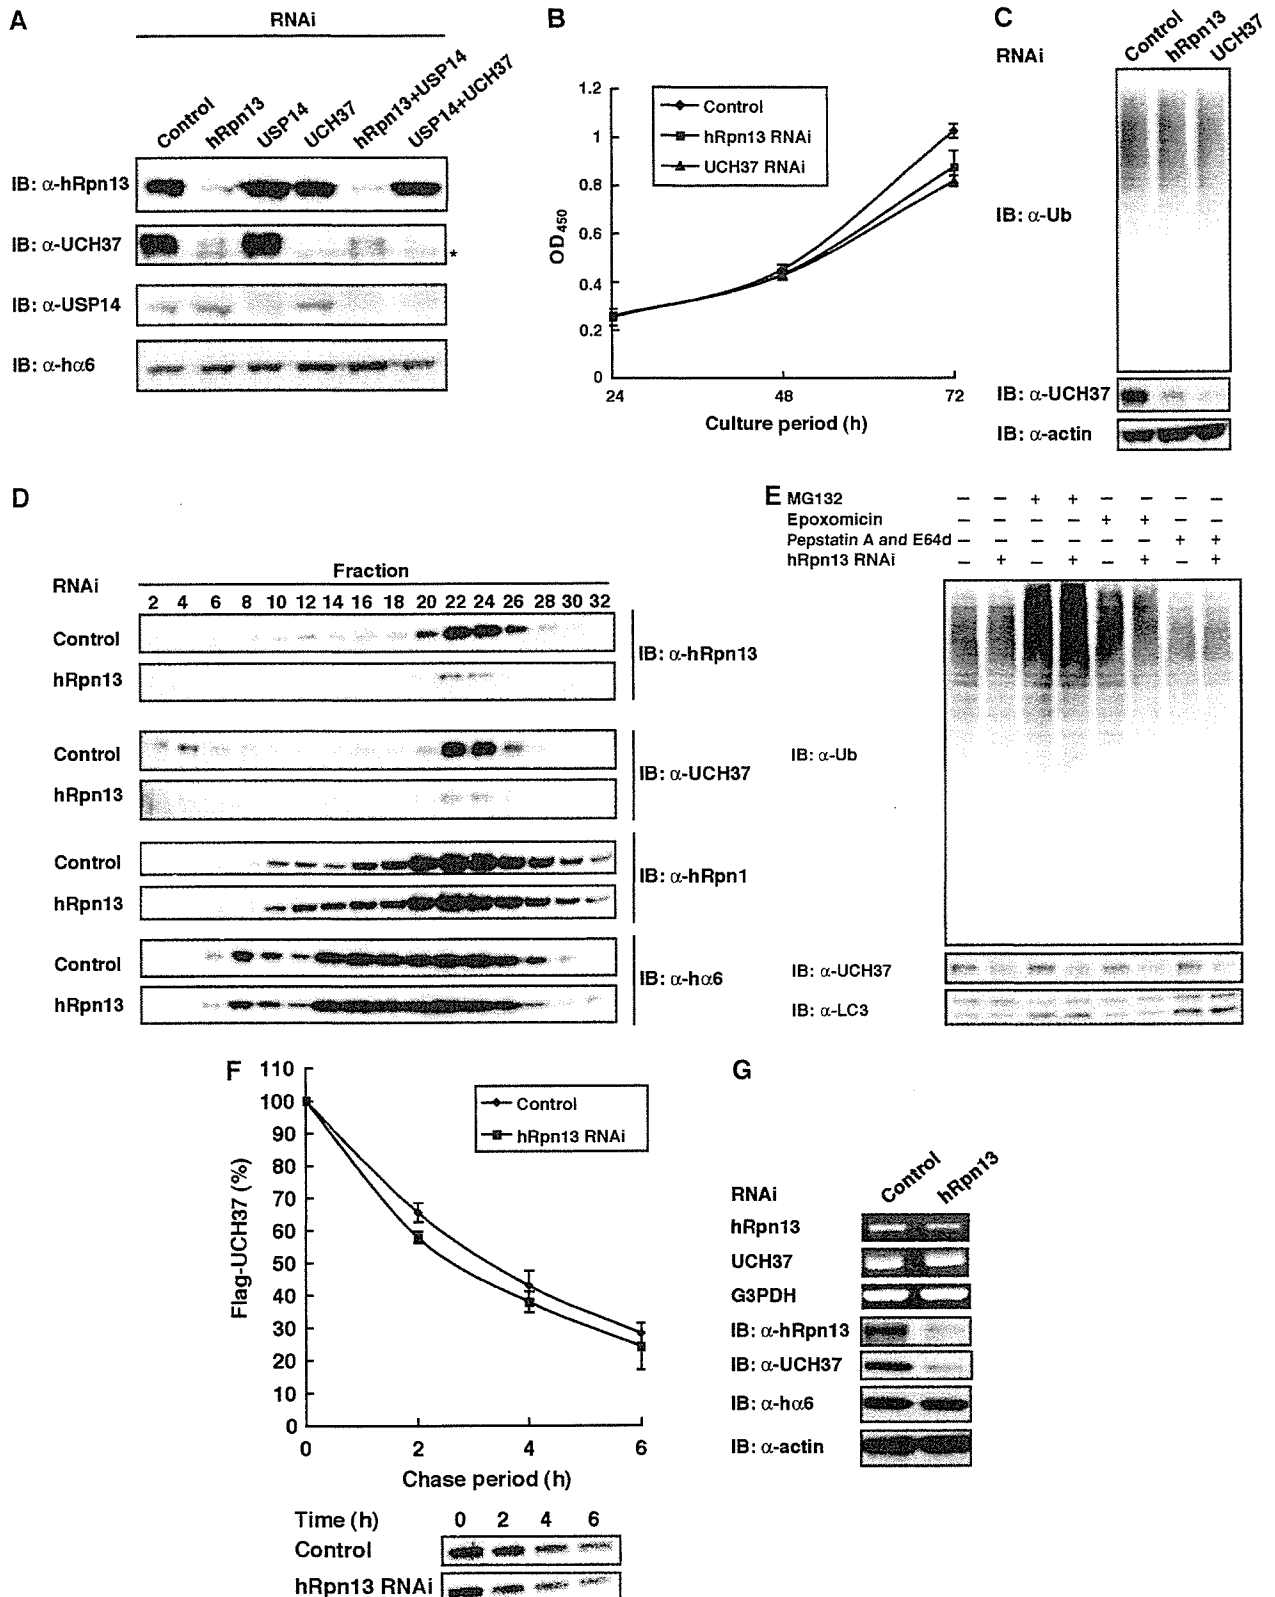 A
RNAi
Control
hRpn13
USP14
UCH37
hRpn13+USP14
USP14+UCH37
IB: α-hRpn13
IB: α-UCH37
*
IB: α-USP14
IB: α-hα6
B
Control
hRpn13 RNAi
UCH37 RNAi
1.2
1
0.8
0.6
0.4
0.2
0
OD450
24 48 72
Culture period (h)
C
RNAi
Control
hRpn13
UCH37
IB: α-Ub
IB: α-UCH37
IB: α-actin
D
RNAi
Fraction
2 4 6 8 10 12 14 16 18 20 22 24 26 28 30 32
Control
hRpn13
IB: α-hRpn13
Control
hRpn13
IB: α-UCH37
Control
hRpn13
IB: α-hRpn1
Control
hRpn13
IB: α-hα6
E
MG132 – – + + – – – –
Epoxomicin – – – – + + – –
Pepstatin A and E64d – – – – – – + +
hRpn13 RNAi – + – + – + – +
IB: α-Ub
IB: α-UCH37
IB: α-LC3
F
Control
hRpn13 RNAi
110
100
90
80
70
60
50
40
30
20
10
0
Flag-UCH37 (%)
0 2 4 6
Chase period (h)
Time (h) 0 2 4 6
Control
hRpn13 RNAi
G
RNAi
Control
hRpn13
hRpn13
UCH37
G3PDH
IB: α-hRpn13
IB: α-UCH37
IB: α-hα6
IB: α-actin